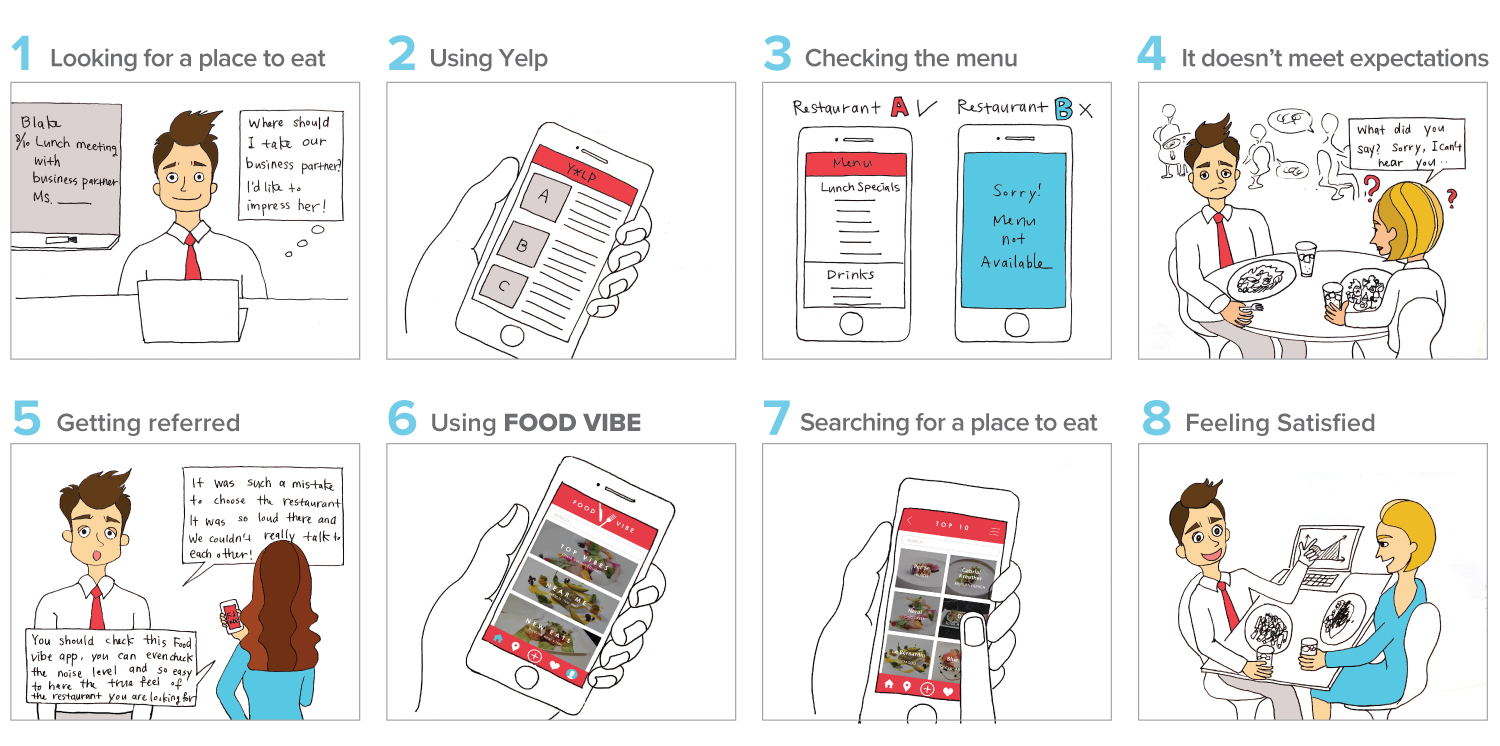 1 Looking for a place to eat
Blake
8/10 Lunch meeting
with
business partner
MS.
Where should
I take our
business partner?
I'd like to
impress her!
2 Using Yelp
YELP
A
B
C
3 Checking the menu
Restaurant A
Menu
Lunch Specials
Drinks
Restaurant B
Sorry!
Menu
not
Available
4 It doesn't meet expectations
What did you
say? Sorry, I can't
hear you..
? ?
5 Getting referred
It was such a mistake
to choose the restaurant
It was so loud there and
We couldn't really talk to
each other!
You should check this Food
vibe app, you can even check
the noise level and so easy
to have the true feel of
the restaurant you are looking for
6 Using FOOD VIBE
FOOD VIBE
SEARCH
TOP VIBES
NEAR ME
NEW EATS
7 Searching for a place to eat
TOP 10
SEARCH
8 Feeling Satisfied